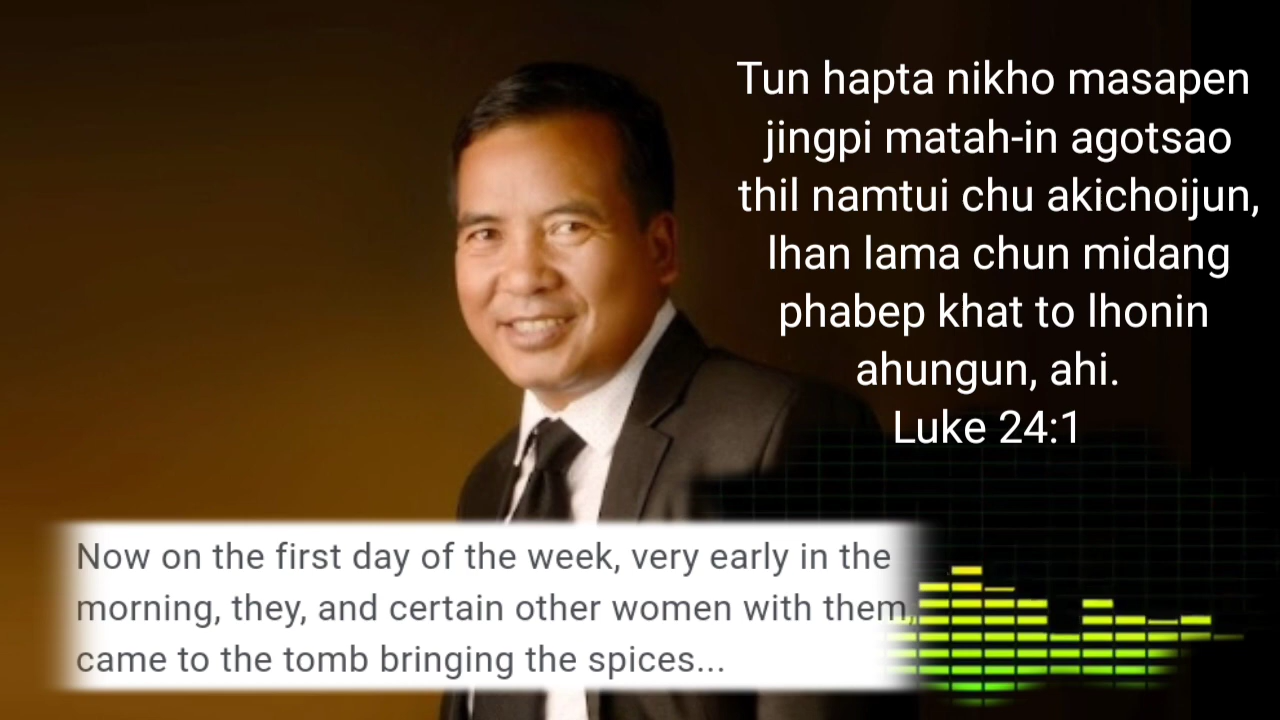 Tun hapta nikho masapen
jingpi matah-in agotsao
thil namtui chu akichoijun,
lhan lama chun midang
phabep khat to lhonin
ahungun, ahi.
Luke 24:1
Now on the first day of the week, very early in the
morning, they, and certain other women with them,
came to the tomb bringing the spices...